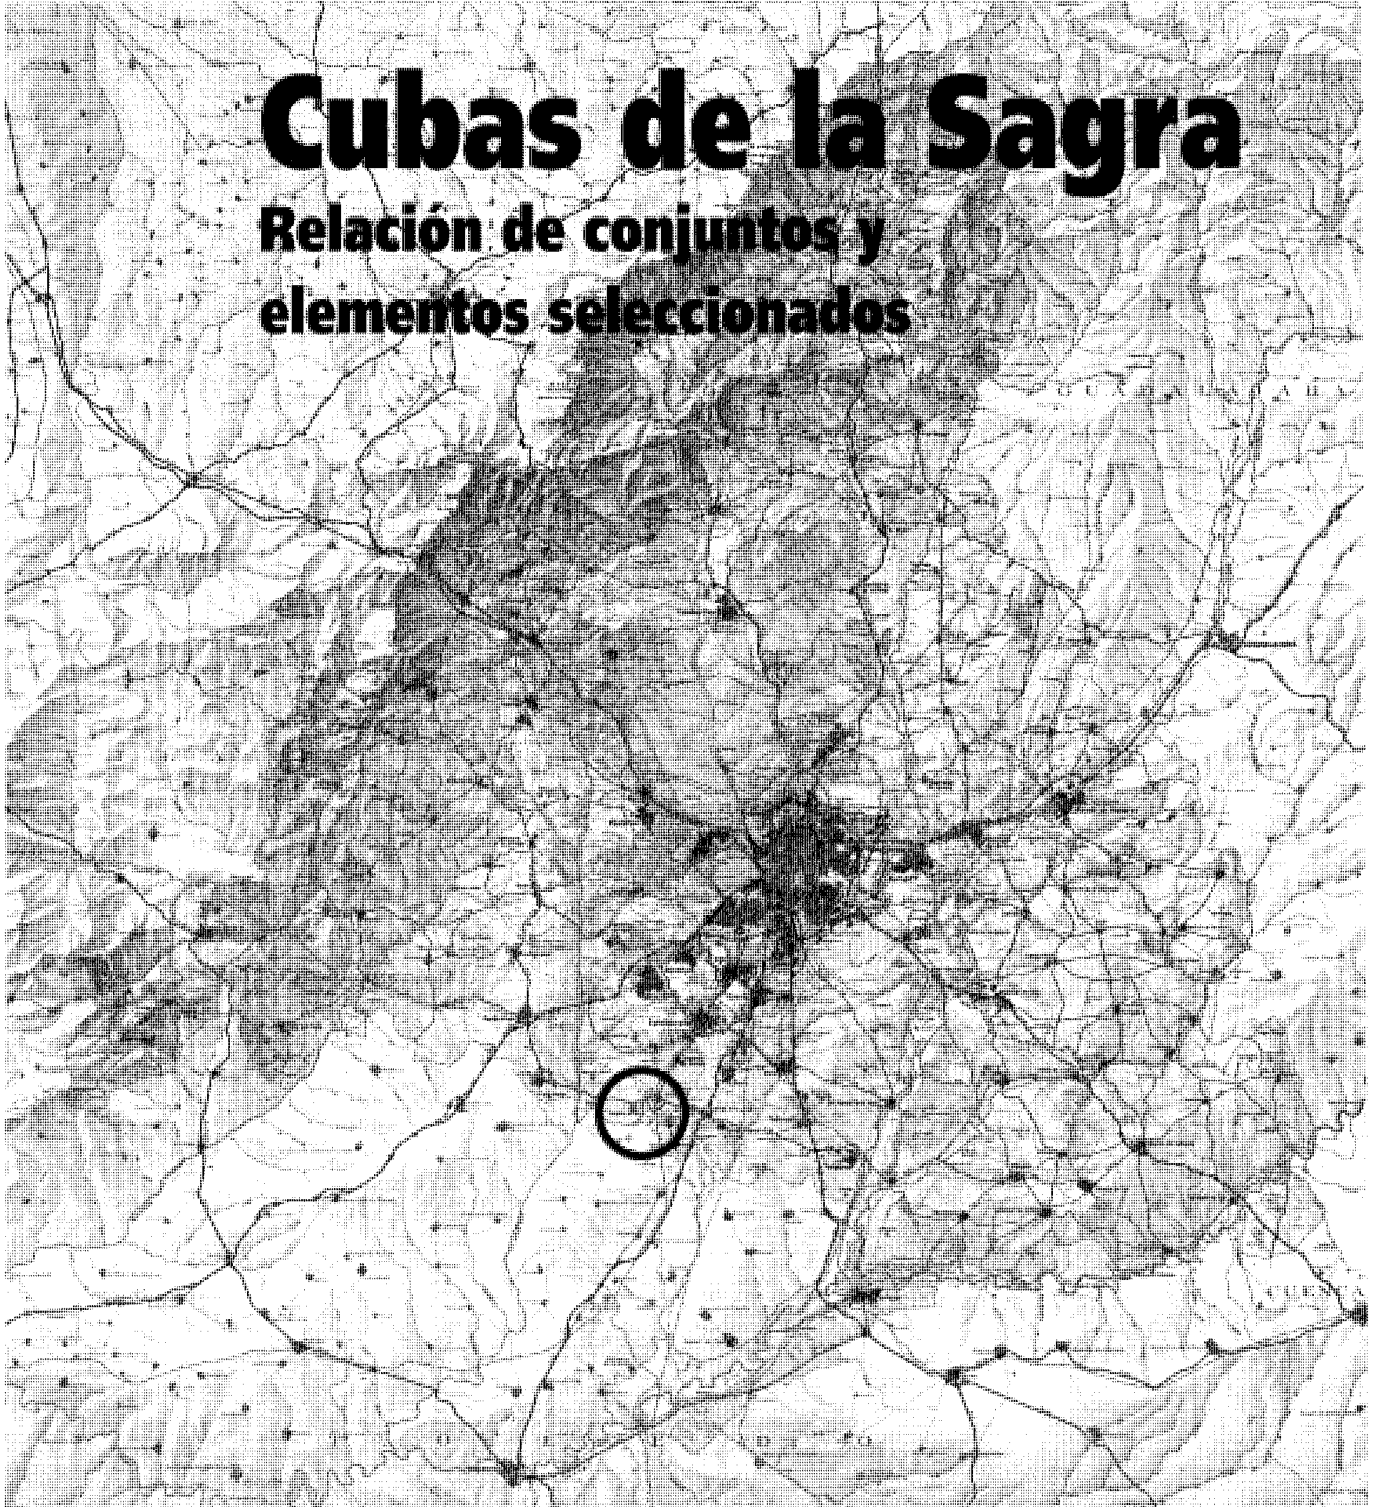 Cubas de la Sagra
Relación de conjuntos y
elementos seleccionados